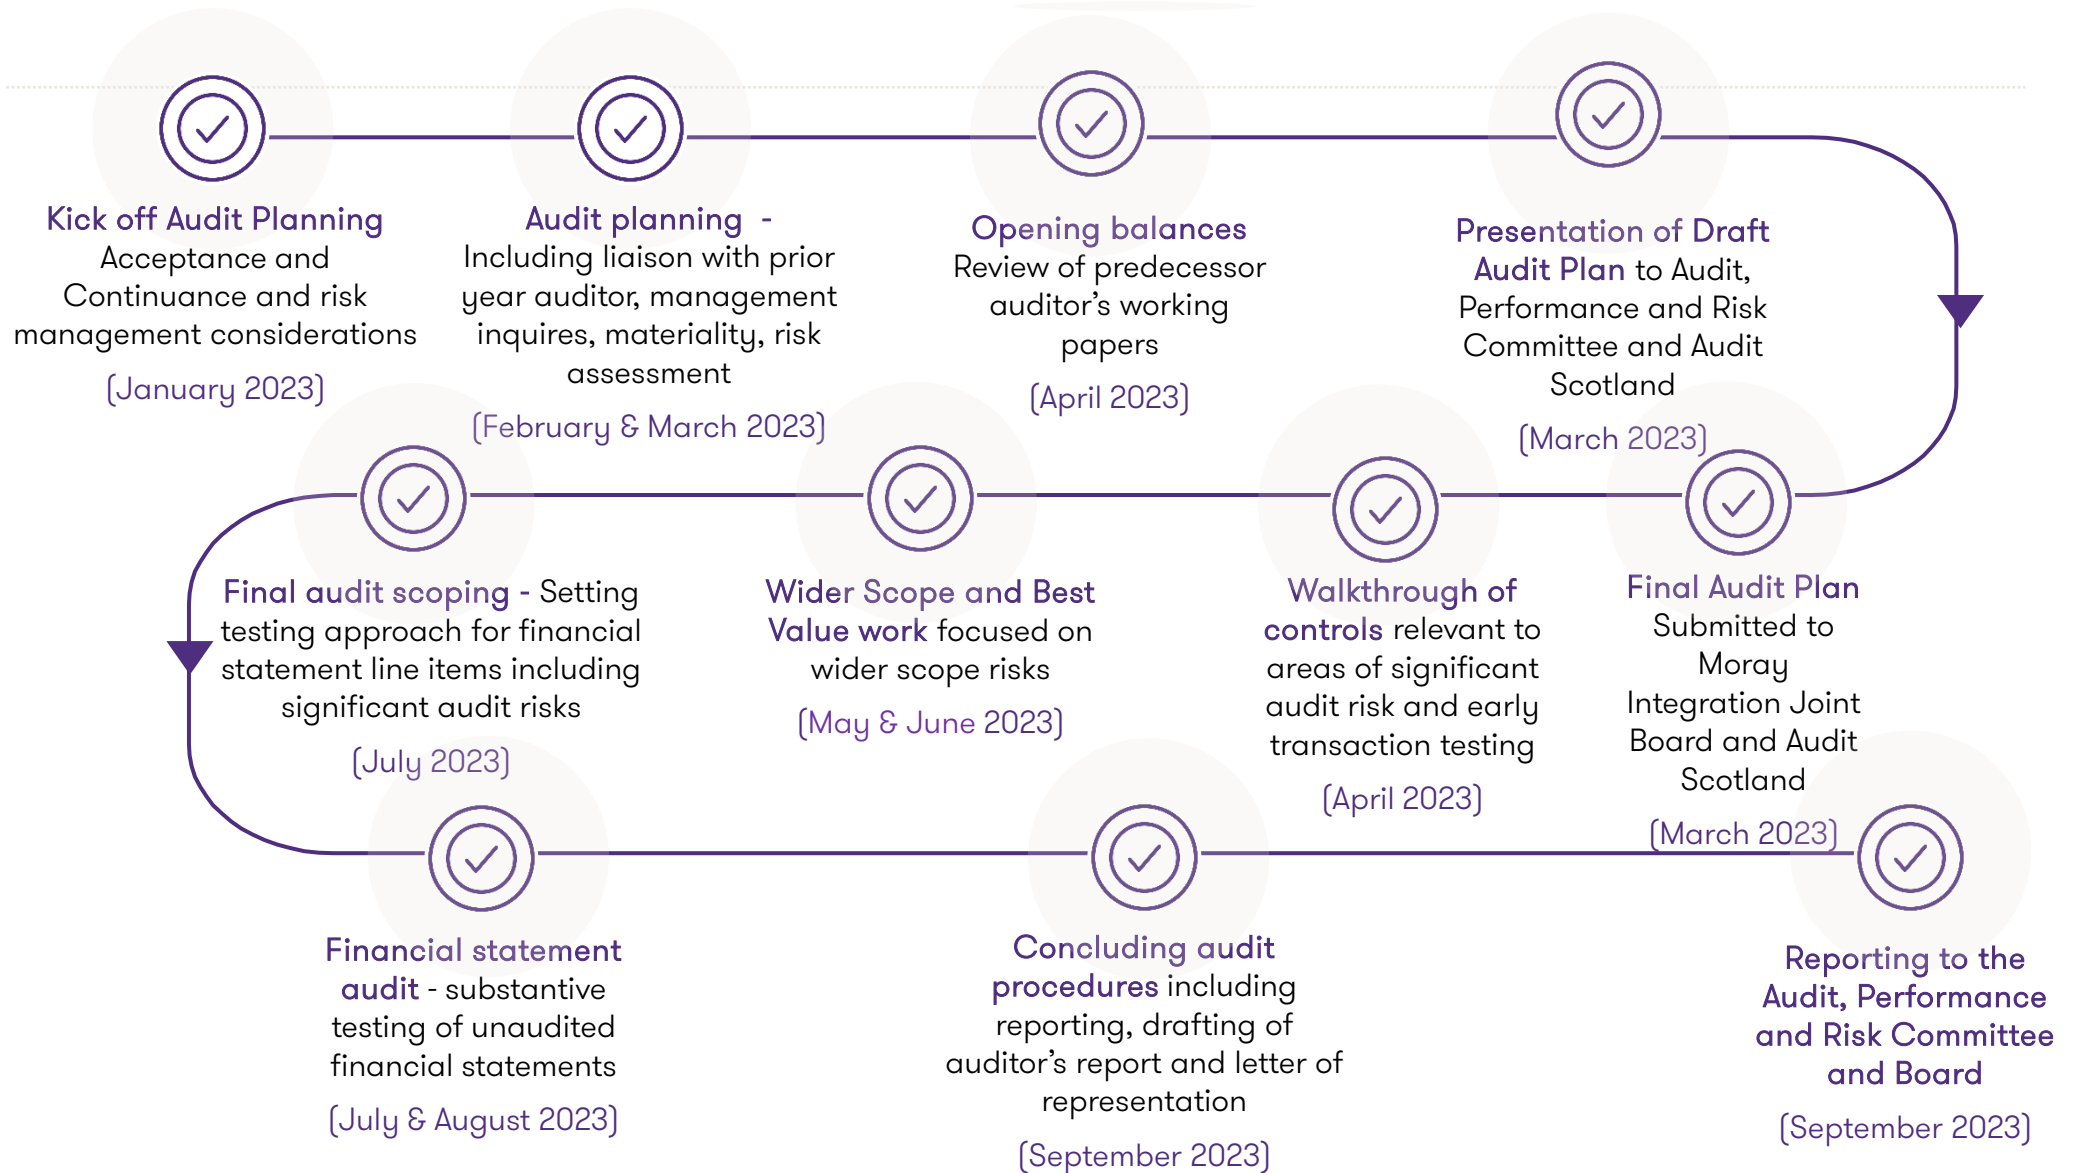 Kick off Audit Planning
Acceptance and
Continuance and risk
management considerations
(January 2023)
Audit planning -
Including liaison with prior
year auditor, management
inquires, materiality, risk
assessment
(February & March 2023)
Opening balances
Review of predecessor
auditor's working
papers
(April 2023)
Presentation of Draft
Audit Plan to Audit,
Performance and Risk
Committee and Audit
Scotland
(March 2023)
Final Audit Plan
Submitted to
Moray
Integration Joint
Board and Audit
Scotland
(March 2023)
Walkthrough of
controls relevant to
areas of significant
audit risk and early
transaction testing
(April 2023)
Wider Scope and Best
Value work focused on
wider scope risks
(May & June 2023)
Final audit scoping - Setting
testing approach for financial
statement line items including
significant audit risks
(July 2023)
Financial statement
audit - substantive
testing of unaudited
financial statements
(July & August 2023)
Concluding audit
procedures including
reporting, drafting of
auditor's report and letter of
representation
(September 2023)
Reporting to the
Audit, Performance
and Risk Committee
and Board
(September 2023)